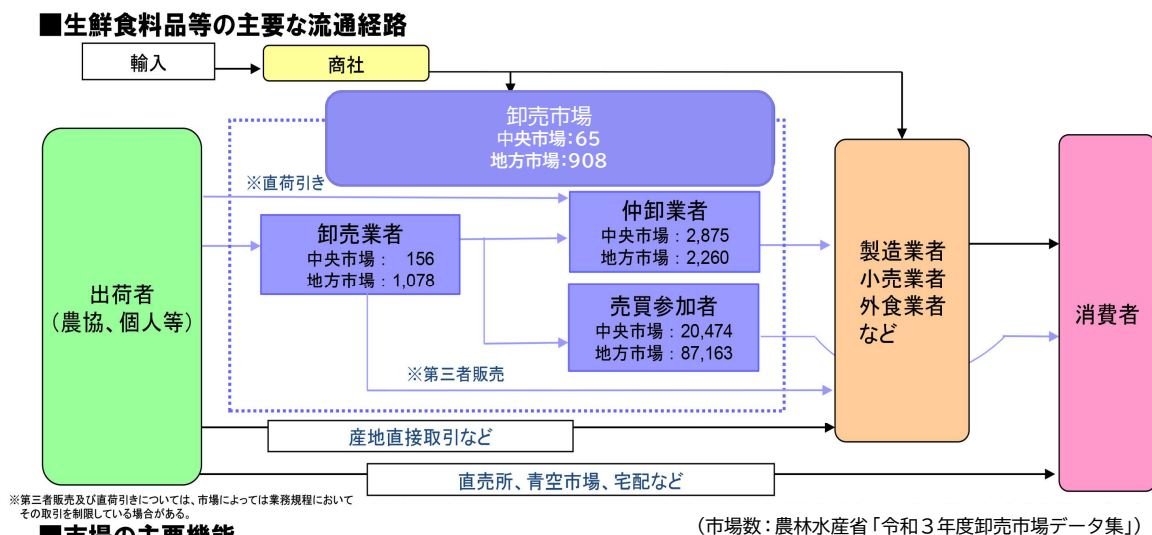 ■生鮮食料品等の主要な流通経路
輸入
商社
卸売市場
中央市場:65
地方市場:908
※直荷引き
卸売業者
中央市場: 156
地方市場:1,078
仲卸業者
中央市場:2,875
地方市場:2,260
売買参加者
中央市場:20,474
地方市場:87,163
※第三者販売
出荷者
(農協、個人等)
製造業者
小売業者
外食業者
など
消費者
産地直接取引など
直売所、青空市場、宅配など
※第三者販売及び直荷引きについては、市場によっては業務規程において
その取引を制限している場合がある。
(市場数:農林水産省「令和3年度卸売市場データ集」)
■市場の主要機能